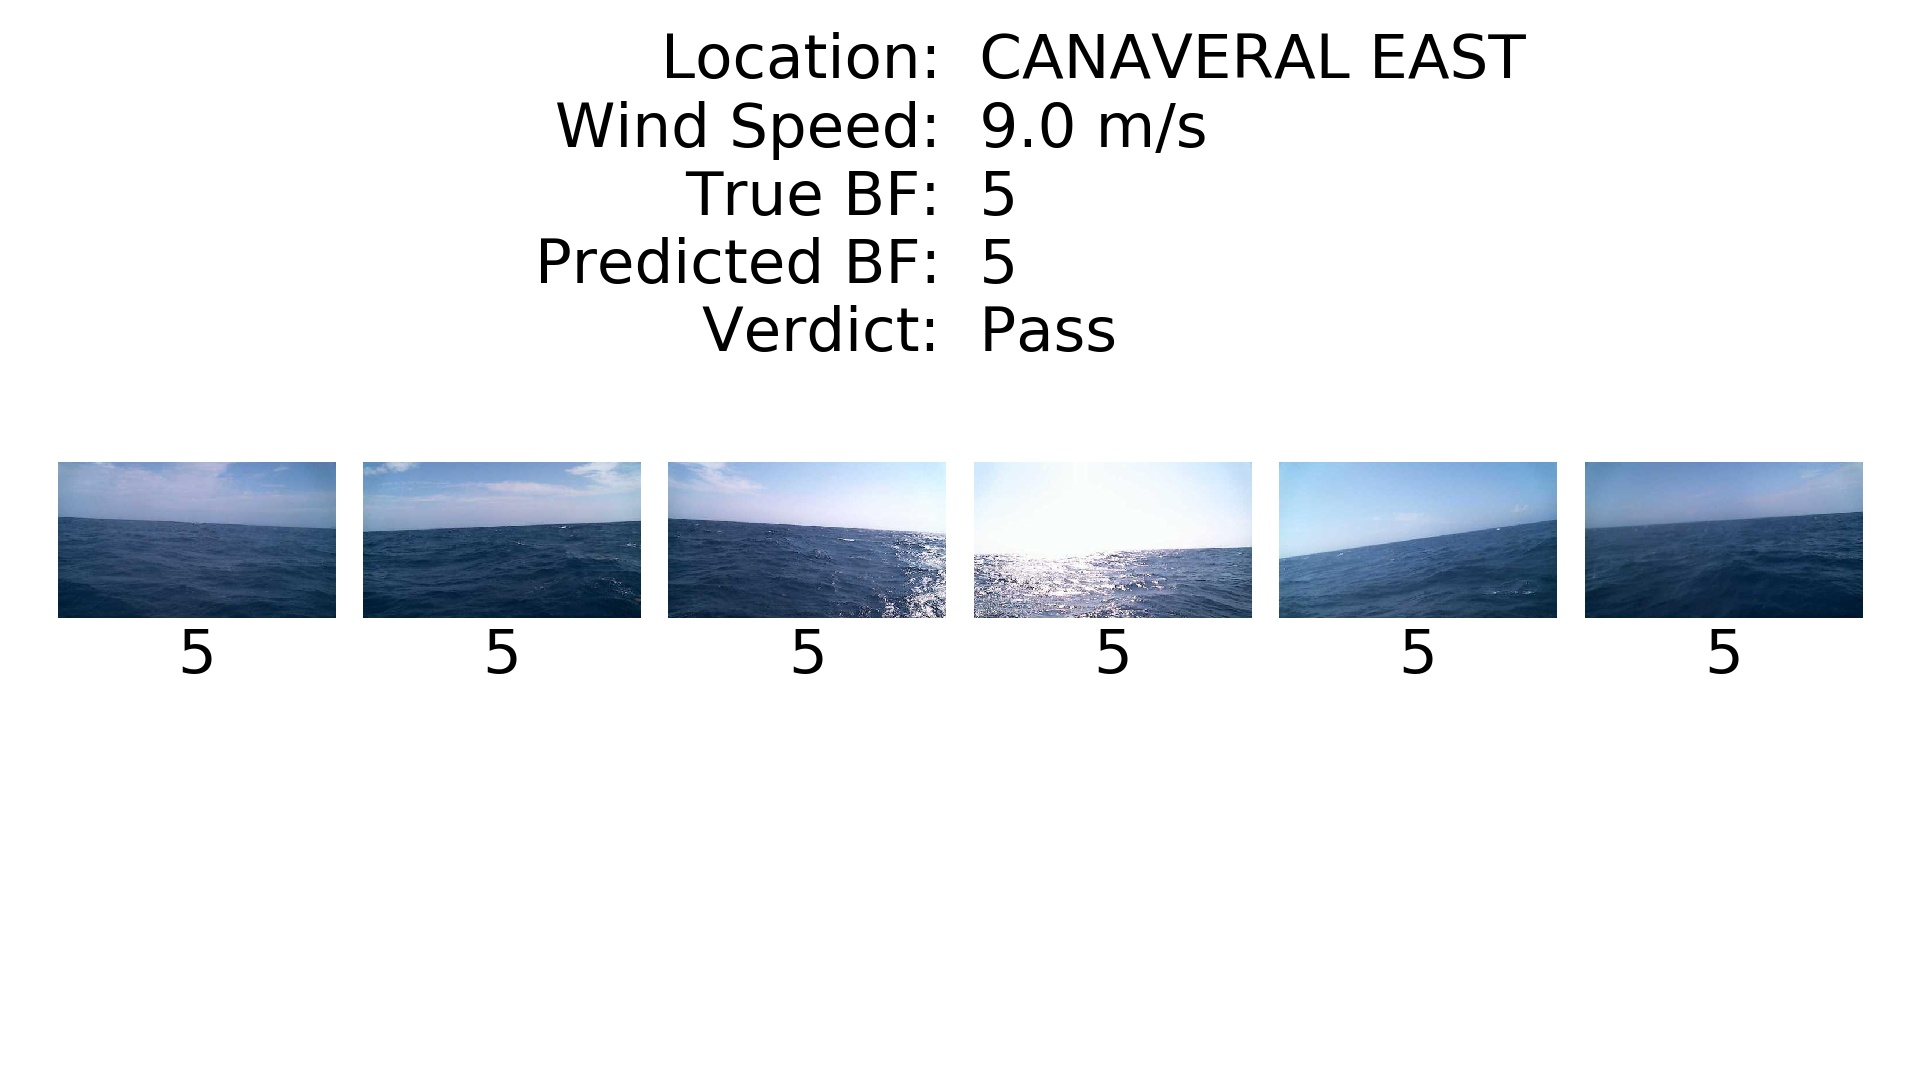 Location: CANAVERAL EAST
Wind Speed: 9.0 m/s
True BF: 5
Predicted BF: 5
Verdict: Pass
5 5 5 5 5 5